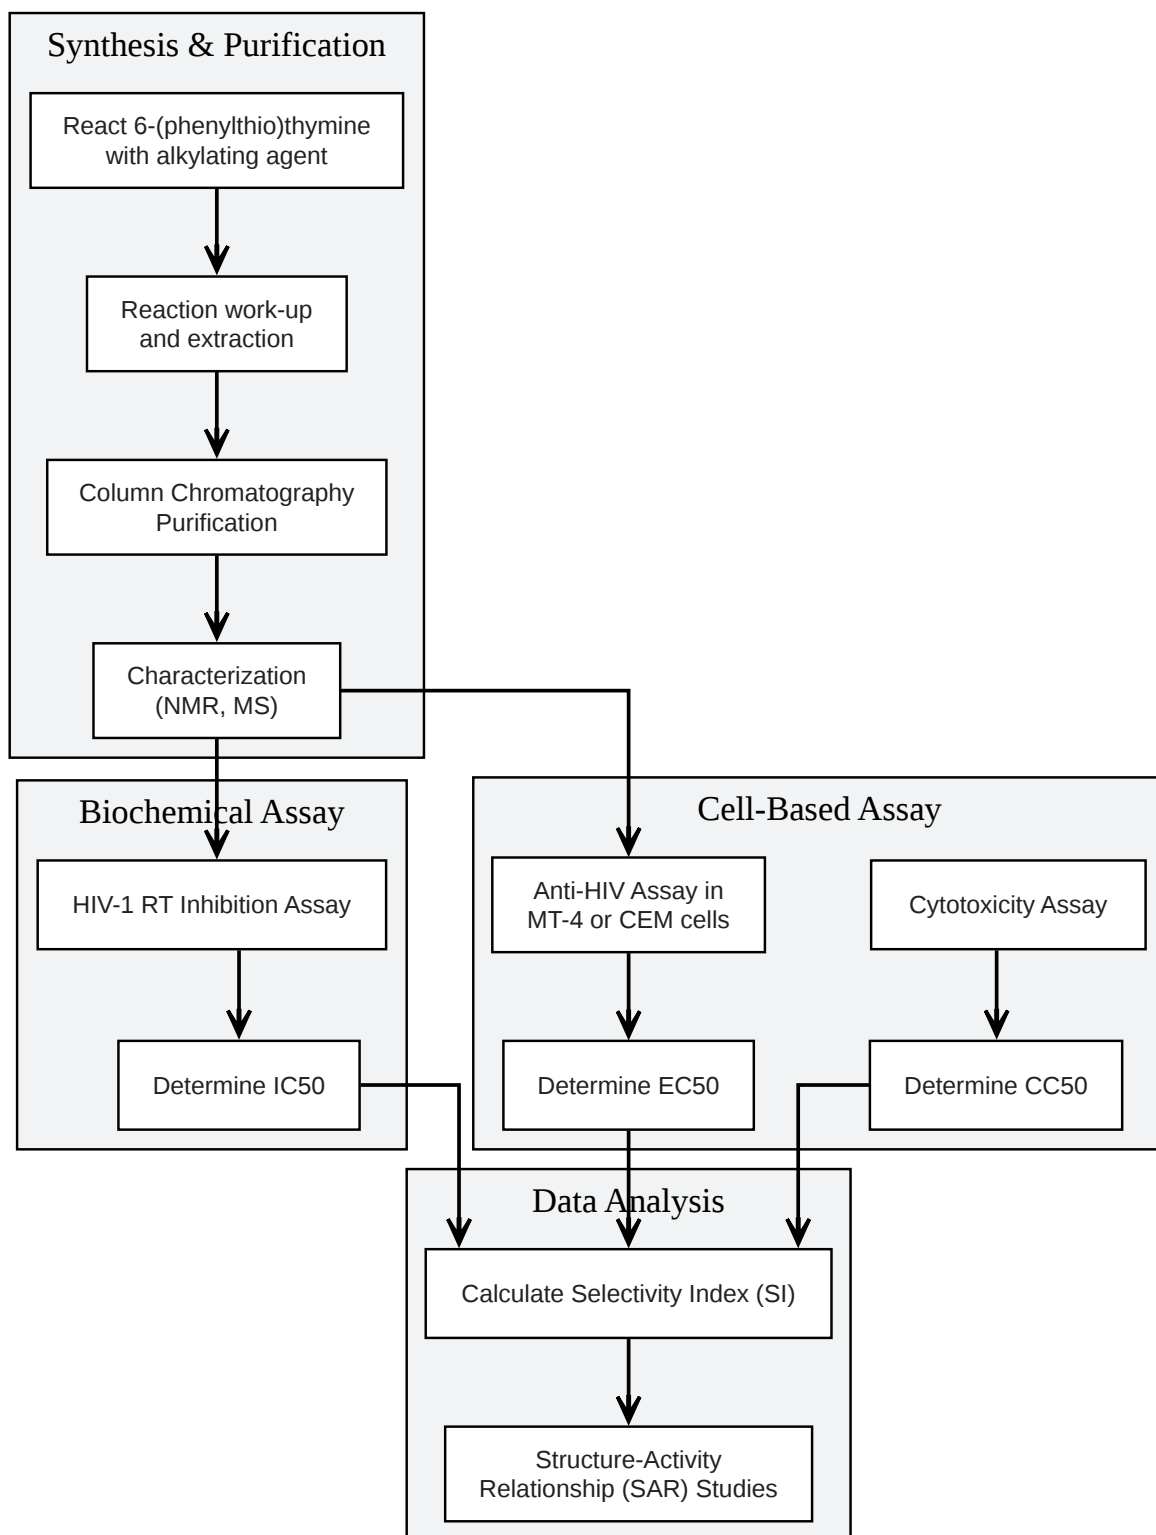 Synthesis & Purification
React 6-(phenylthio)thymine
with alkylating agent
Reaction work-up
and extraction
Column Chromatography
Purification
Characterization
(NMR, MS)
Biochemical Assay
HIV-1 RT Inhibition Assay
Determine IC50
Cell-Based Assay
Anti-HIV Assay in
MT-4 or CEM cells
Cytotoxicity Assay
Determine EC50
Determine CC50
Data Analysis
Calculate Selectivity Index (SI)
Structure-Activity
Relationship (SAR) Studies